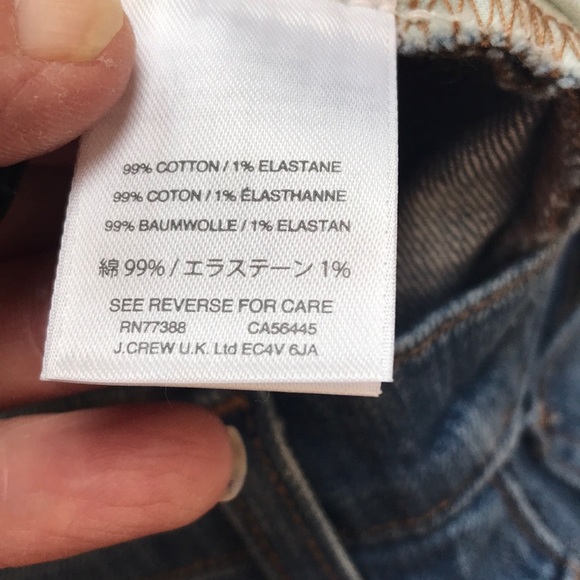 99% COTTON / 1% ELASTANE
99% COTON / 1% ÉLASTHANNE
99% BAUMWOLLE / 1% ELASTAN
綿 99% / エラステーン 1%
SEE REVERSE FOR CARE
RN77388 CA56445
J.CREW U.K. Ltd EC4V 6JA